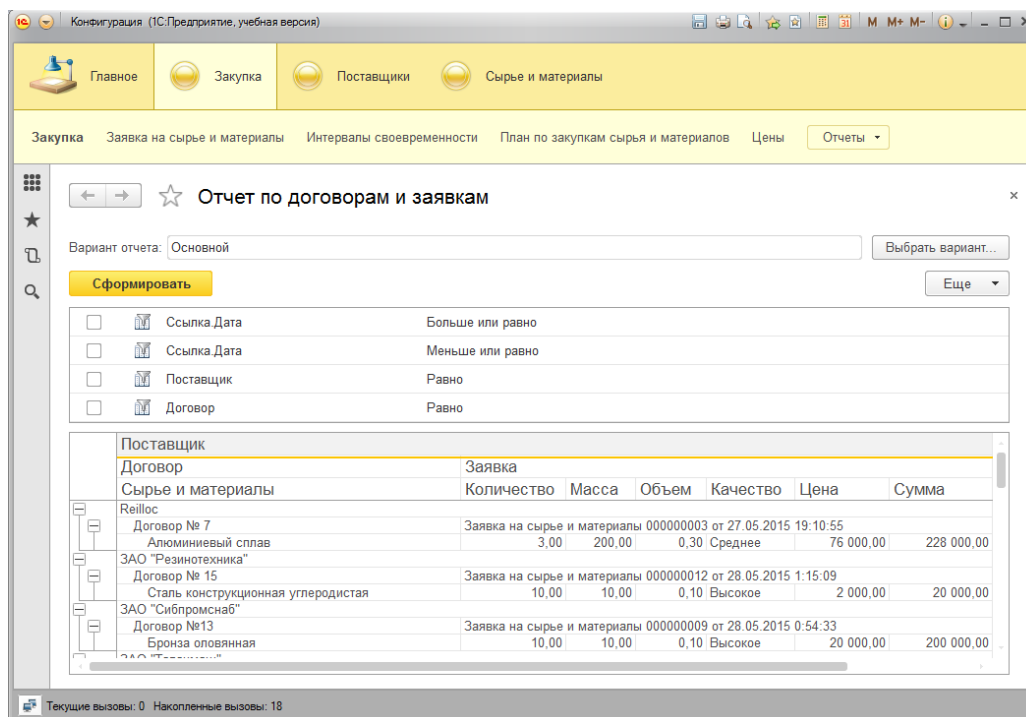 Конфигурация (1С:Предприятие, учебная версия) M M+ M-
Главное Закупка Поставщики Сырье и материалы
Закупка Заявка на сырье и материалы Интервалы своевременности План по закупкам сырья и материалов Цены Отчеты
Отчет по договорам и заявкам
Вариант отчета: Основной Выбрать вариант...
Сформировать Еще
Ссылка.Дата Больше или равно
Ссылка.Дата Меньше или равно
Поставщик Равно
Договор Равно
Поставщик
Договор Заявка
Сырье и материалы Количество Масса Объем Качество Цена Сумма
Reilloc
Договор № 7 Заявка на сырье и материалы 000000003 от 27.05.2015 19:10:55
Алюминиевый сплав 3,00 200,00 0,30 Среднее 76 000,00 228 000,00
ЗАО "Резинотехника"
Договор № 15 Заявка на сырье и материалы 000000012 от 28.05.2015 1:15:09
Сталь конструкционная углеродистая 10,00 10,00 0,10 Высокое 2 000,00 20 000,00
ЗАО "Сибпромснаб"
Договор №13 Заявка на сырье и материалы 000000009 от 28.05.2015 0:54:33
Бронза оловянная 10,00 10,00 0,10 Высокое 20 000,00 200 000,00
Текущие вызовы: 0 Накопленные вызовы: 18